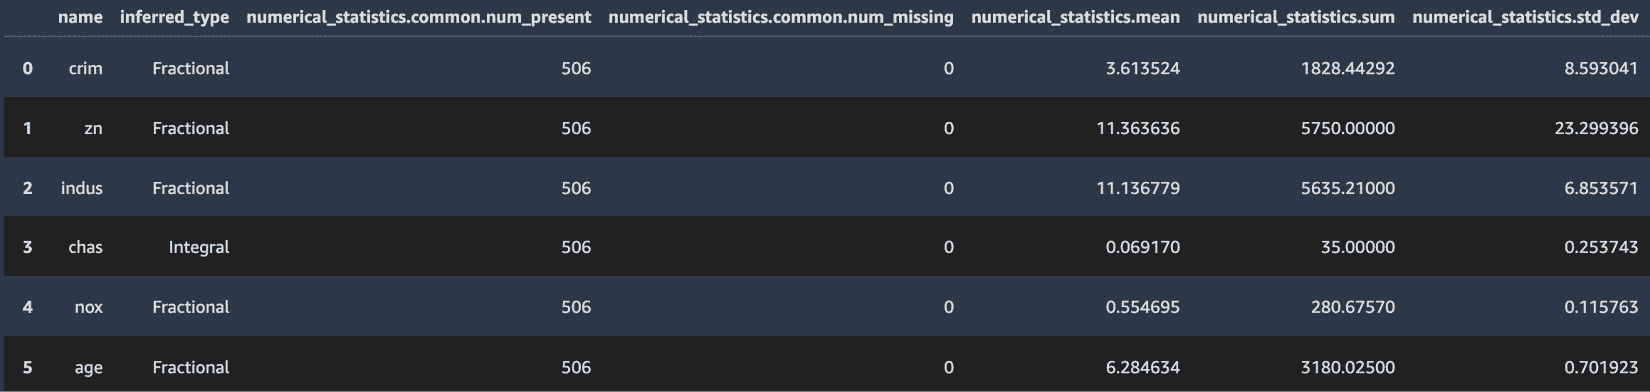 name inferred_type numerical_statistics.common.num_present numerical_statistics.common.num_missing numerical_statistics.mean numerical_statistics.sum numerical_statistics.std_dev
0 crim Fractional 506 0 3.613524 1828.44292 8.593041
1 zn Fractional 506 0 11.363636 5750.00000 23.299396
2 indus Fractional 506 0 11.136779 5635.21000 6.853571
3 chas Integral 506 0 0.069170 35.00000 0.253743
4 nox Fractional 506 0 0.554695 280.67570 0.115763
5 age Fractional 506 0 6.284634 3180.02500 0.701923